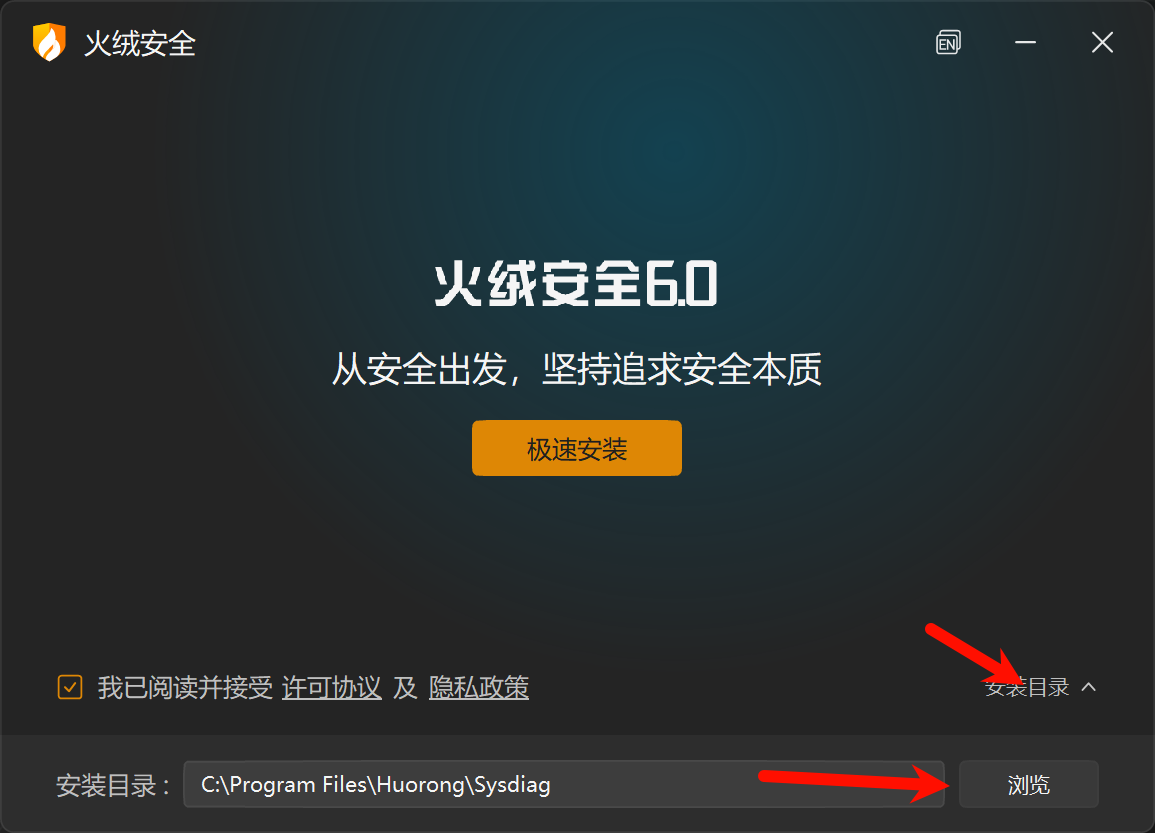 火绒安全
EN
火绒安全6.0
从安全出发，坚持追求安全本质
极速安装
我已阅读并接受 许可协议 及 隐私政策
安装目录
安装目录：
C:\Program Files\Huorong\Sysdiag
浏览